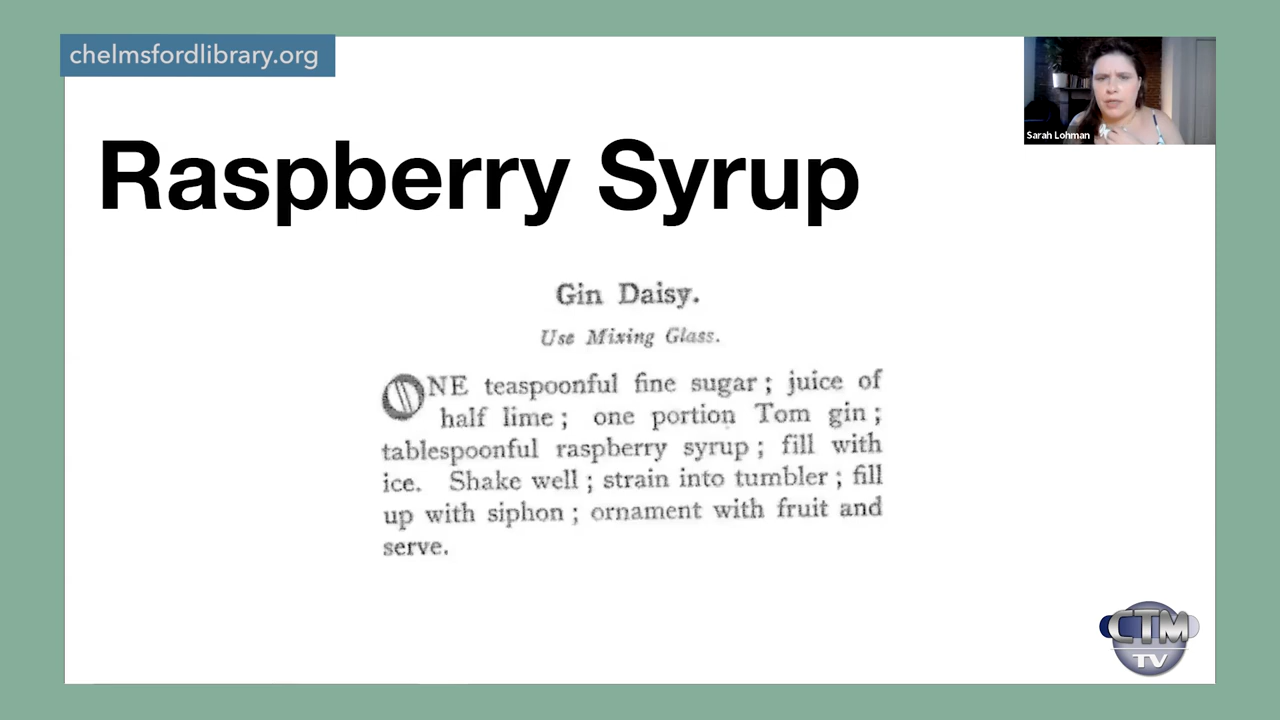 chelmsfordlibrary.org
Sarah Lohman
Raspberry Syrup
Gin Daisy.
Use Mixing Glass.
ONE teaspoonful fine sugar; juice of
half lime; one portion Tom gin;
tablespoonful raspberry syrup; fill with
ice. Shake well; strain into tumbler; fill
up with siphon; ornament with fruit and
serve.
CTM
TV